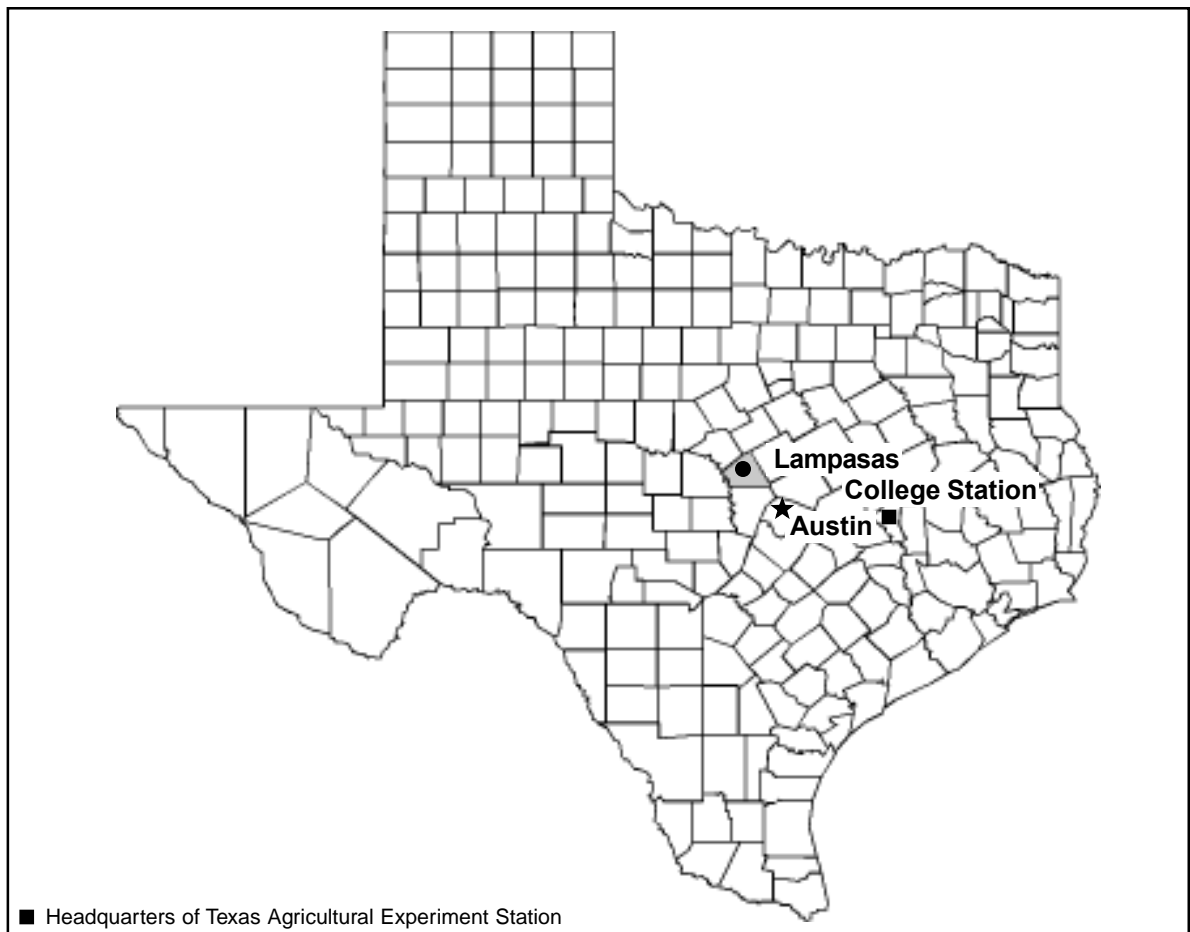 Lampasas
College Station
Austin
Headquarters of Texas Agricultural Experiment Station